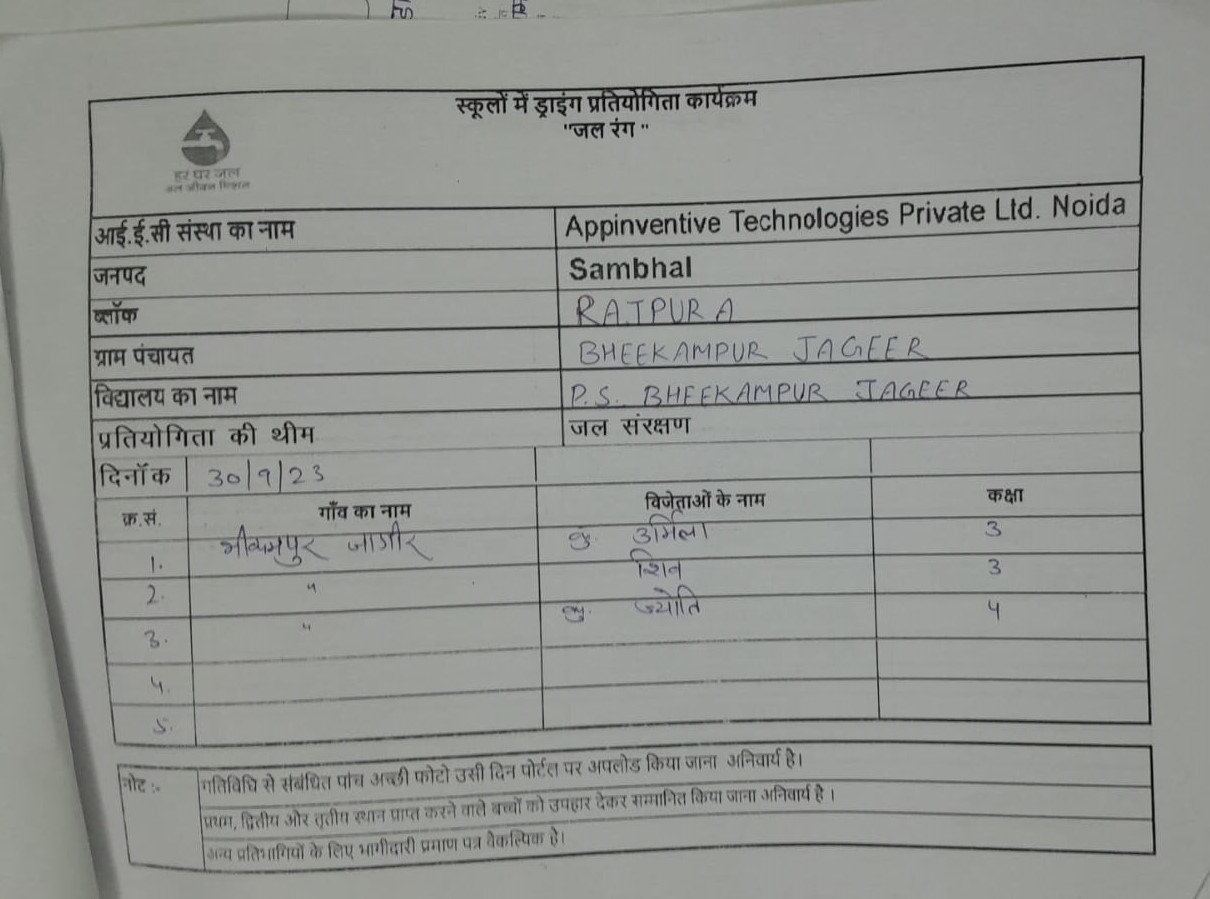 स्कूलों में ड्राइंग प्रतियोगिता कार्यक्रम
"जल रंग "
हर घर जल
जल जीवन मिशन
आई.ई.सी संस्था का नाम Appinventive Technologies Private Ltd. Noida
जनपद Sambhal
ब्लॉक RAJPURA
ग्राम पंचायत BHEEKAMPUR JAGEER
विद्यालय का नाम P.S. BHEEKAMPUR JAGEER
प्रतियोगिता की थीम जल संरक्षण
दिनॉक 30/9/23
क्र.सं. गाँव का नाम विजेताओं के नाम कक्षा
1. भीकमपुर जागीर कु. उर्मिला 3
2. " शिव 3
3. " कु. ज्योति 4
4.
5.
नोट :- गतिविधि से संबंधित पांच अच्छी फोटो उसी दिन पोर्टल पर अपलोड किया जाना अनिवार्य है।
प्रथम, द्वितीय और तृतीय स्थान प्राप्त करने वाले बच्चों को उपहार देकर सम्मानित किया जाना अनिवार्य है ।
अन्य प्रतिभागियों के लिए भागीदारी प्रमाण पत्र वैकल्पिक है।